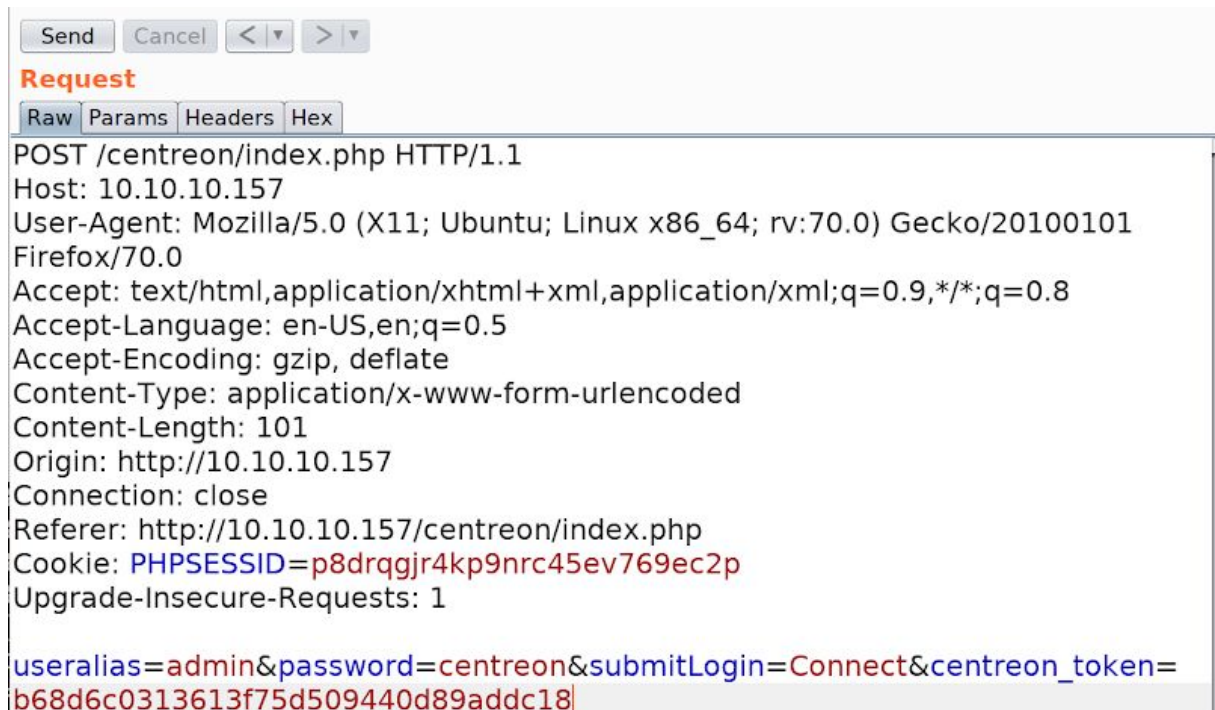 Send Cancel < ▼ > ▼
Request
Raw Params Headers Hex
POST /centreon/index.php HTTP/1.1
Host: 10.10.10.157
User-Agent: Mozilla/5.0 (X11; Ubuntu; Linux x86_64; rv:70.0) Gecko/20100101
Firefox/70.0
Accept: text/html,application/xhtml+xml,application/xml;q=0.9,*/*;q=0.8
Accept-Language: en-US,en;q=0.5
Accept-Encoding: gzip, deflate
Content-Type: application/x-www-form-urlencoded
Content-Length: 101
Origin: http://10.10.10.157
Connection: close
Referer: http://10.10.10.157/centreon/index.php
Cookie: PHPSESSID=p8drqgjr4kp9nrc45ev769ec2p
Upgrade-Insecure-Requests: 1
useralias=admin&password=centreon&submitLogin=Connect&centreon_token=
b68d6c0313613f75d509440d89addc18